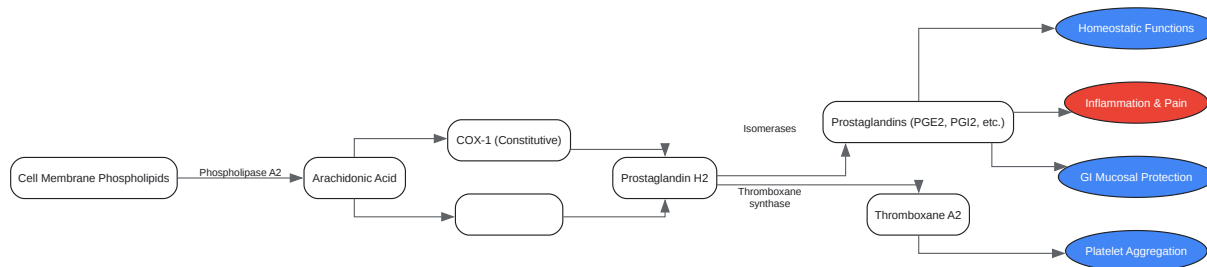 Homeostatic Functions
Inflammation & Pain
Isomerases
Prostaglandins (PGE2, PGI2, etc.)
COX-1 (Constitutive)
Cell Membrane Phospholipids
Phospholipase A2
Arachidonic Acid
Prostaglandin H2
GI Mucosal Protection
Thromboxane
synthase
Thromboxane A2
Platelet Aggregation